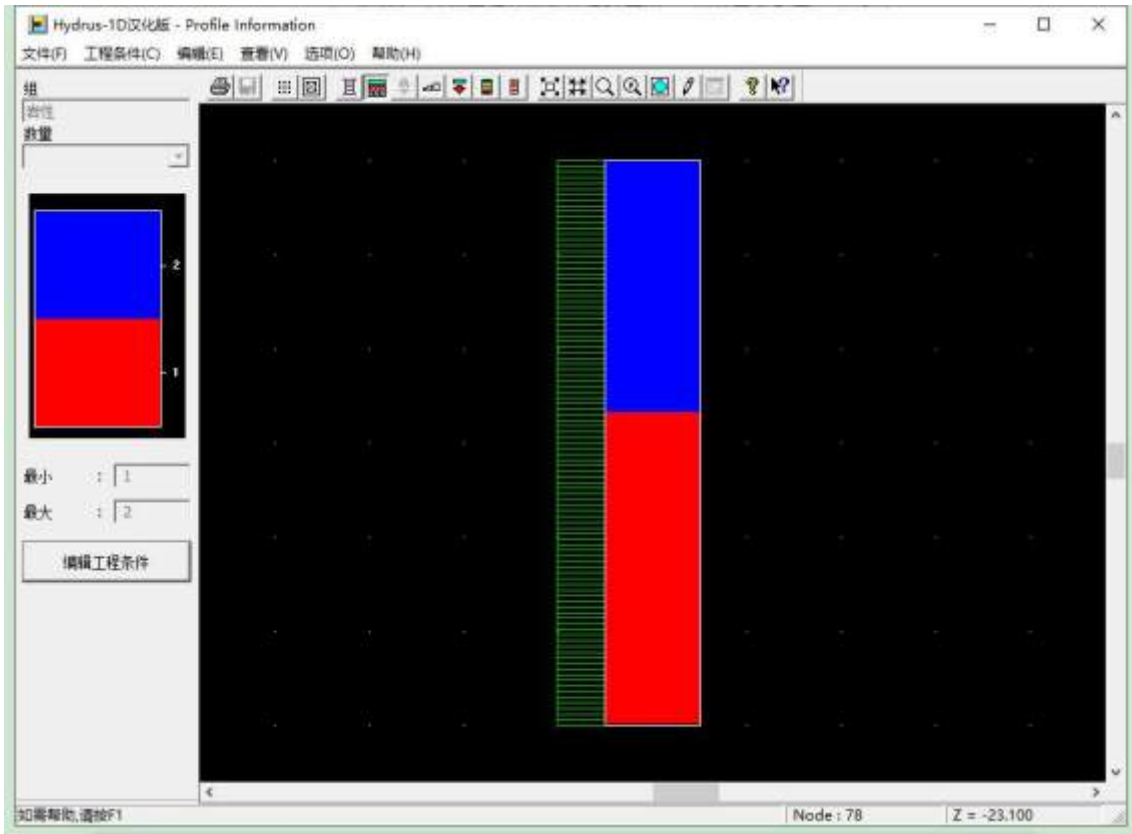 Hydrus-1D汉化版 - Profile Information
文件(F) 工程条件(C) 编辑(E) 查看(V) 选项(O) 帮助(H)
组
岩性
数量
2
1
最小 : 1
最大 : 2
编辑工程条件
如需帮助,请按F1 Node : 78 Z = -23.100